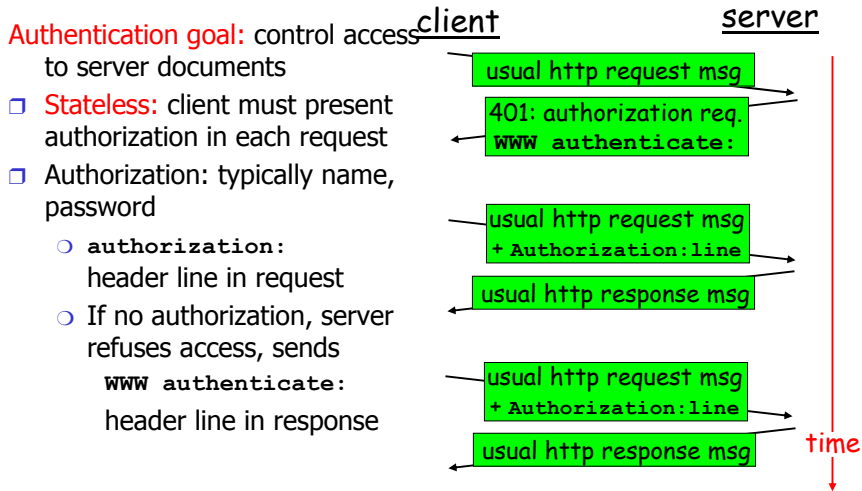 Authentication goal: control access
to server documents
Stateless: client must present
authorization in each request
Authorization: typically name,
password
authorization:
header line in request
If no authorization, server
refuses access, sends
WWW authenticate:
header line in response
client
server
usual http request msg
401: authorization req.
WWW authenticate:
usual http request msg
+ Authorization:line
usual http response msg
usual http request msg
+ Authorization:line
usual http response msg
time